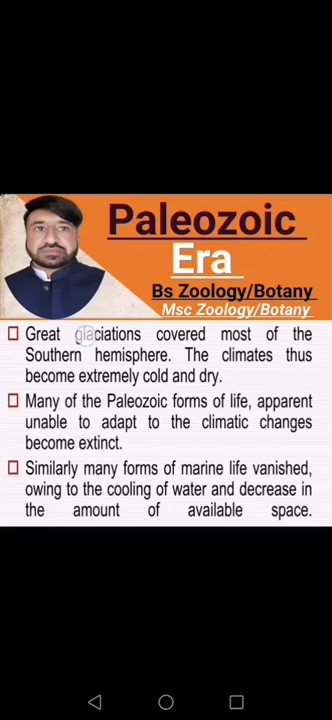 Paleozoic
Era
Bs Zoology/Botany
Msc Zoology/Botany
Great glaciations covered most of the
Southern hemisphere. The climates thus
become extremely cold and dry.
Many of the Paleozoic forms of life, apparent
unable to adapt to the climatic changes
become extinct.
Similarly many forms of marine life vanished,
owing to the cooling of water and decrease in
the amount of available space.